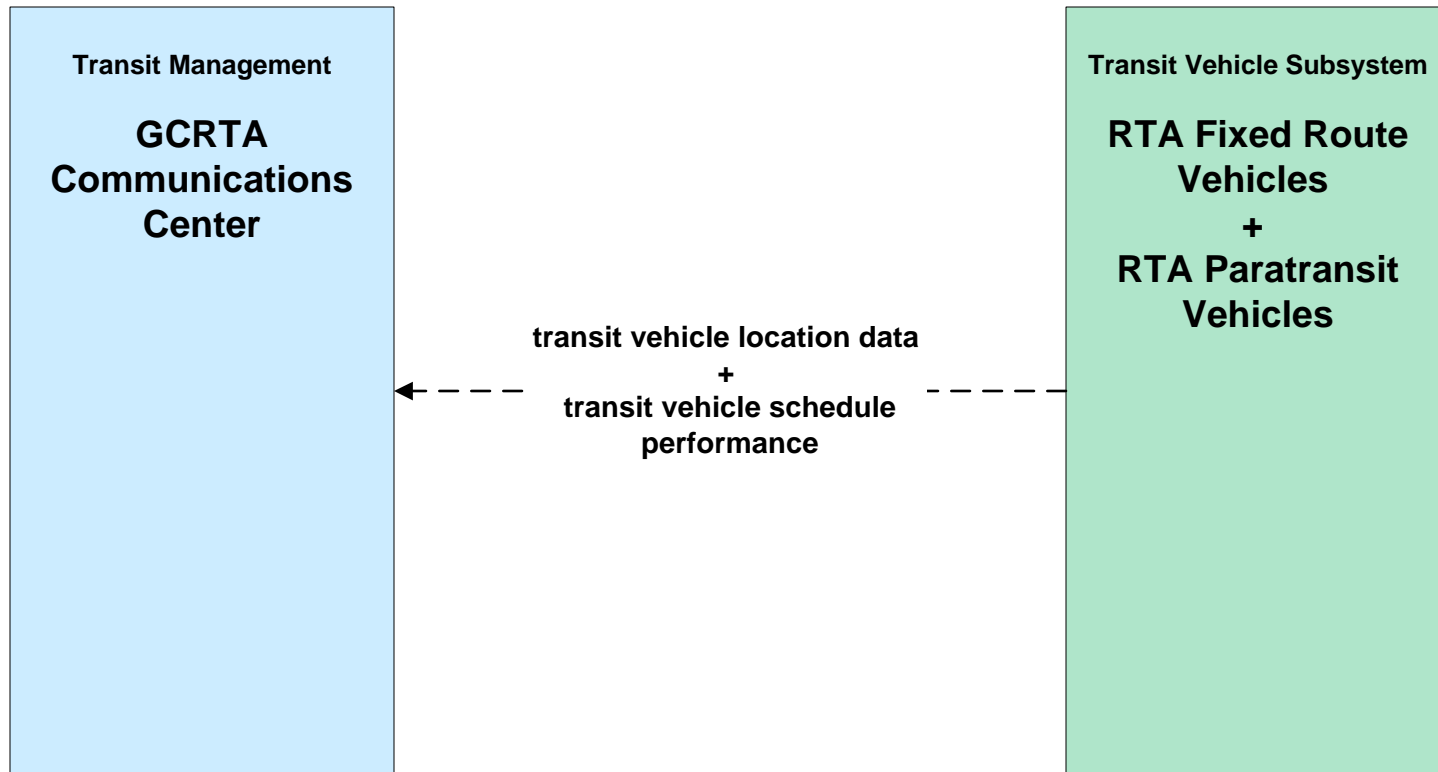 Transit Management
GCRTA
Communications
Center
transit vehicle location data
+
transit vehicle schedule
performance
Transit Vehicle Subsystem
RTA Fixed Route
Vehicles
+
RTA Paratransit
Vehicles